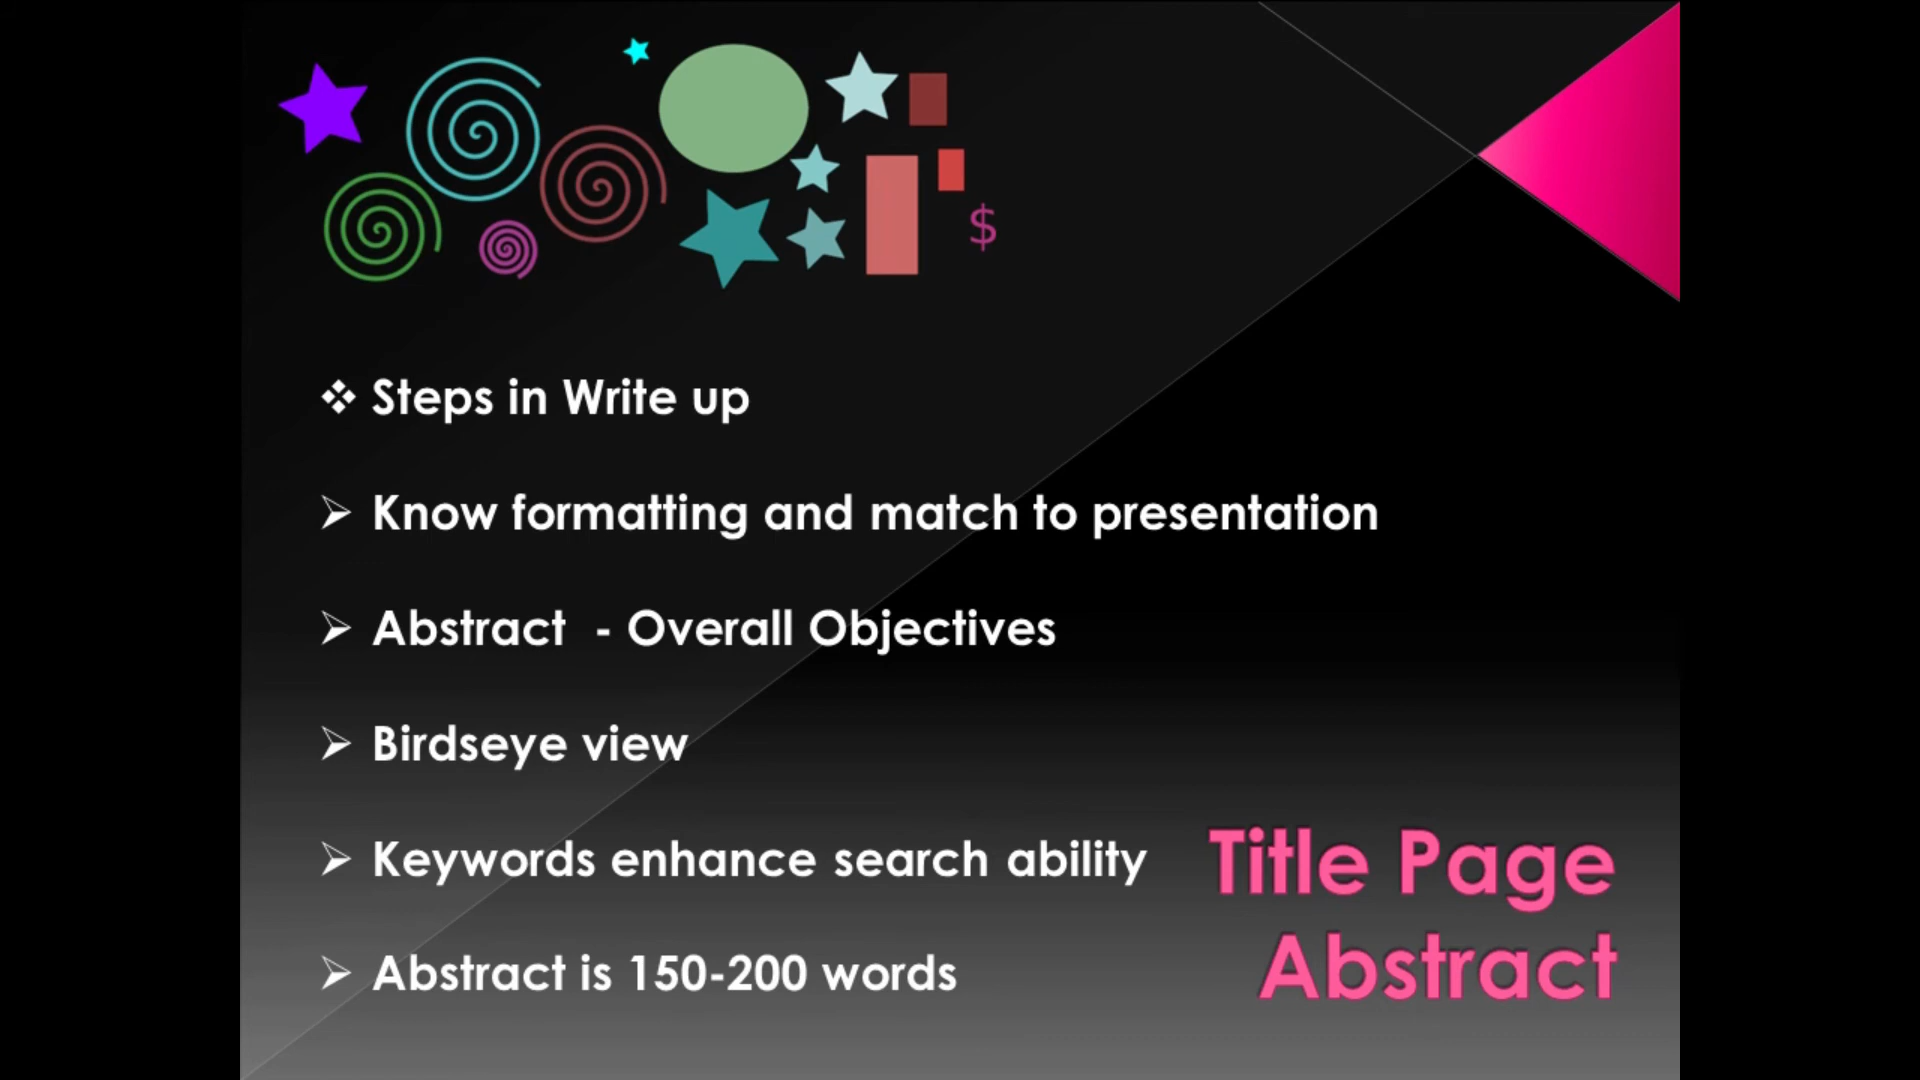 $
Steps in Write up
Know formatting and match to presentation
Abstract - Overall Objectives
Birdseye view
Keywords enhance search ability
Abstract is 150-200 words
Title Page
Abstract